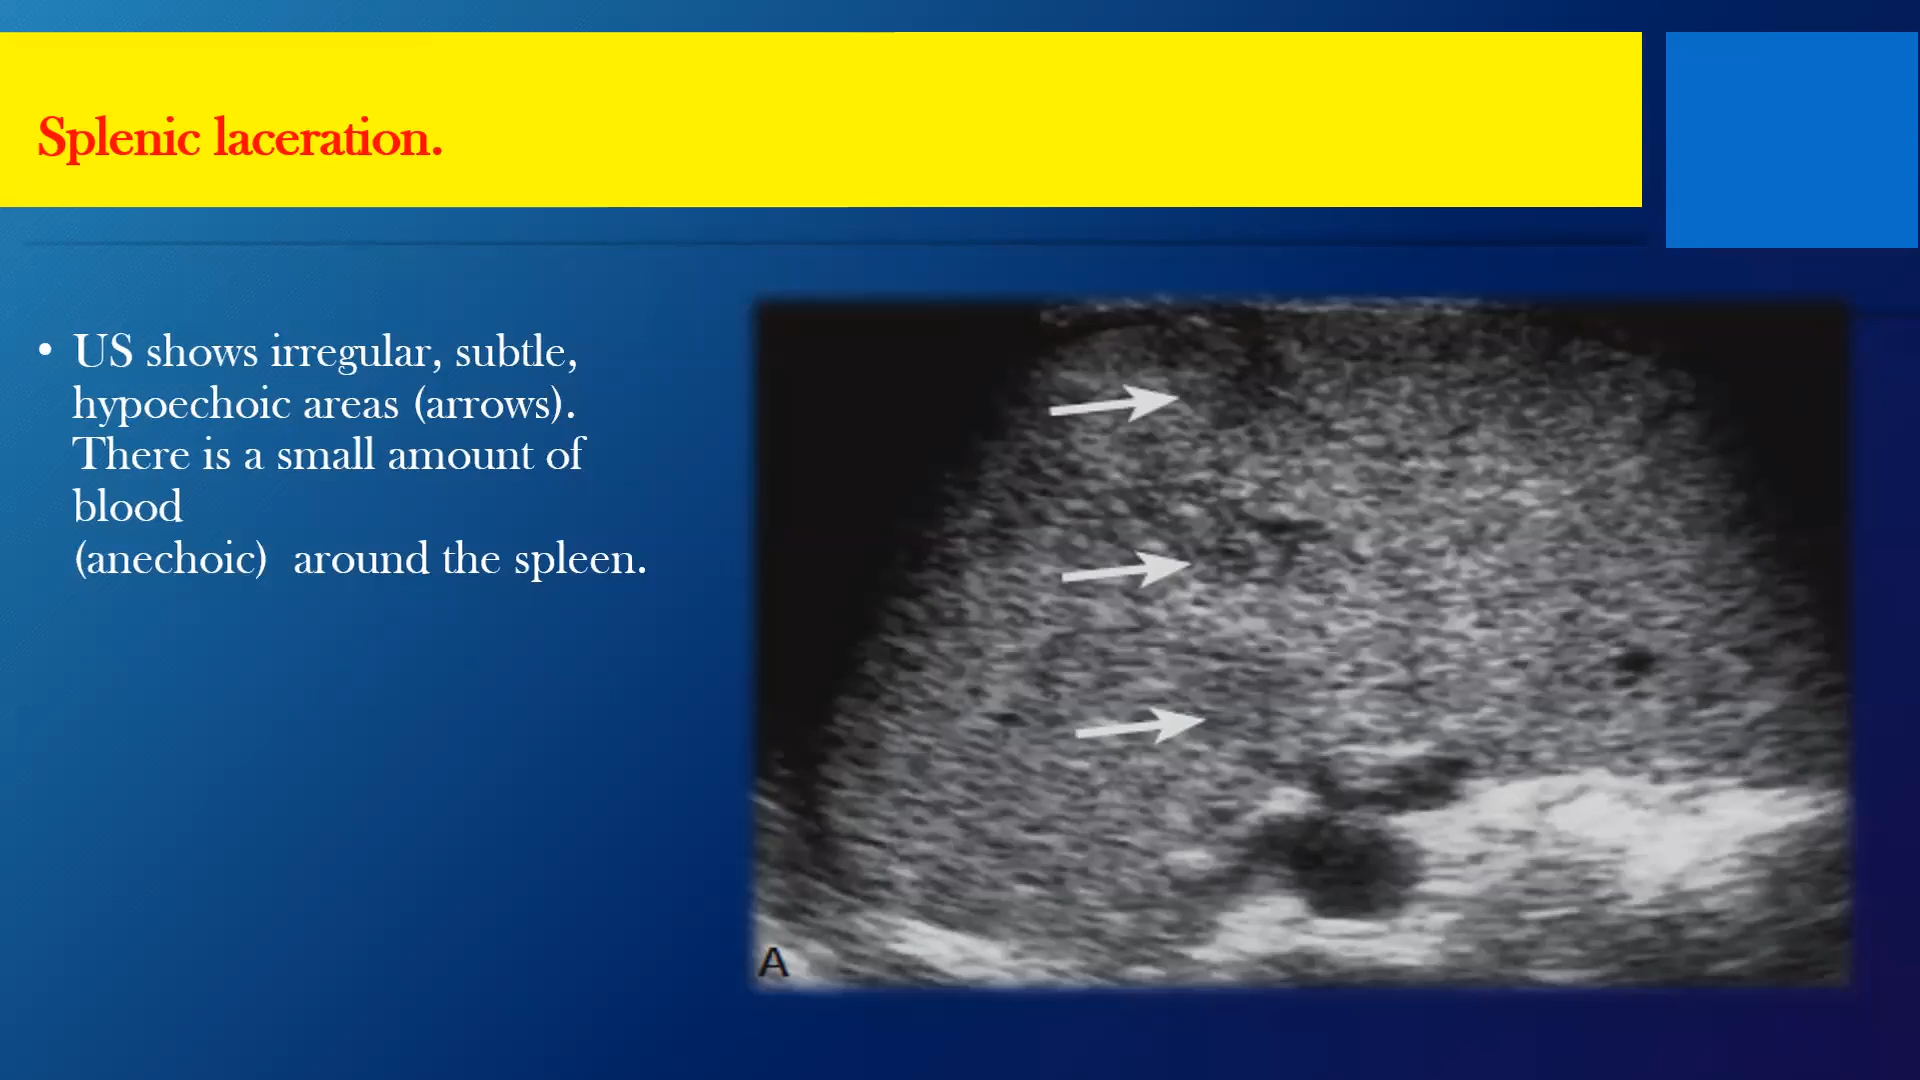 Splenic laceration.
• US shows irregular, subtle,
hypoechoic areas (arrows).
There is a small amount of
blood
(anechoic)  around the spleen.
A